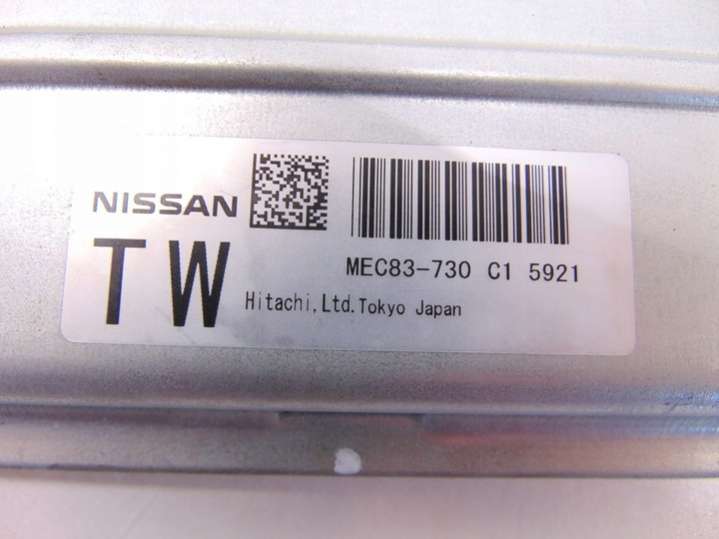 NISSAN
TW
MEC83-730 C1 5921
Hitachi,Ltd.Tokyo Japan